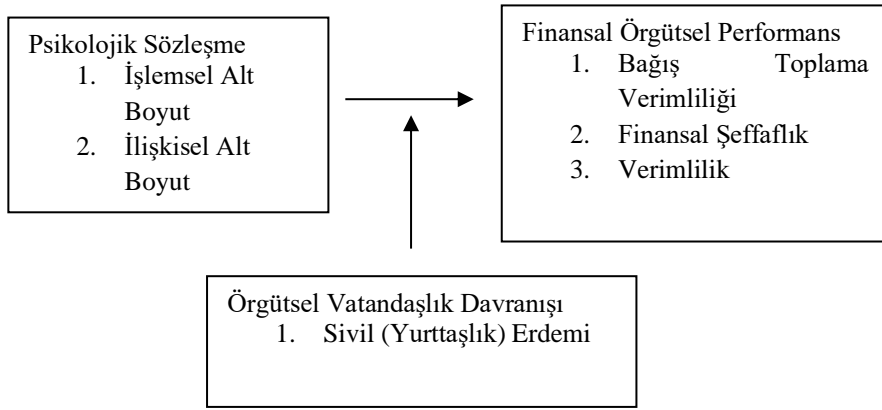 Psikolojik Sözleşme
1. İşlemsel Alt
Boyut
2. İlişkisel Alt
Boyut
Finansal Örgütsel Performans
1. Bağış Toplama
Verimliliği
2. Finansal Şeffaflık
3. Verimlilik
Örgütsel Vatandaşlık Davranışı
1. Sivil (Yurttaşlık) Erdemi